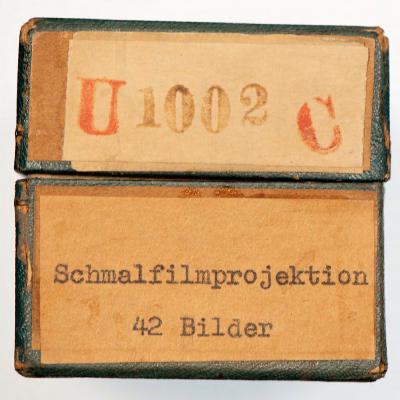 U 1002 C
Schmalfilmprojektion
42 Bilder